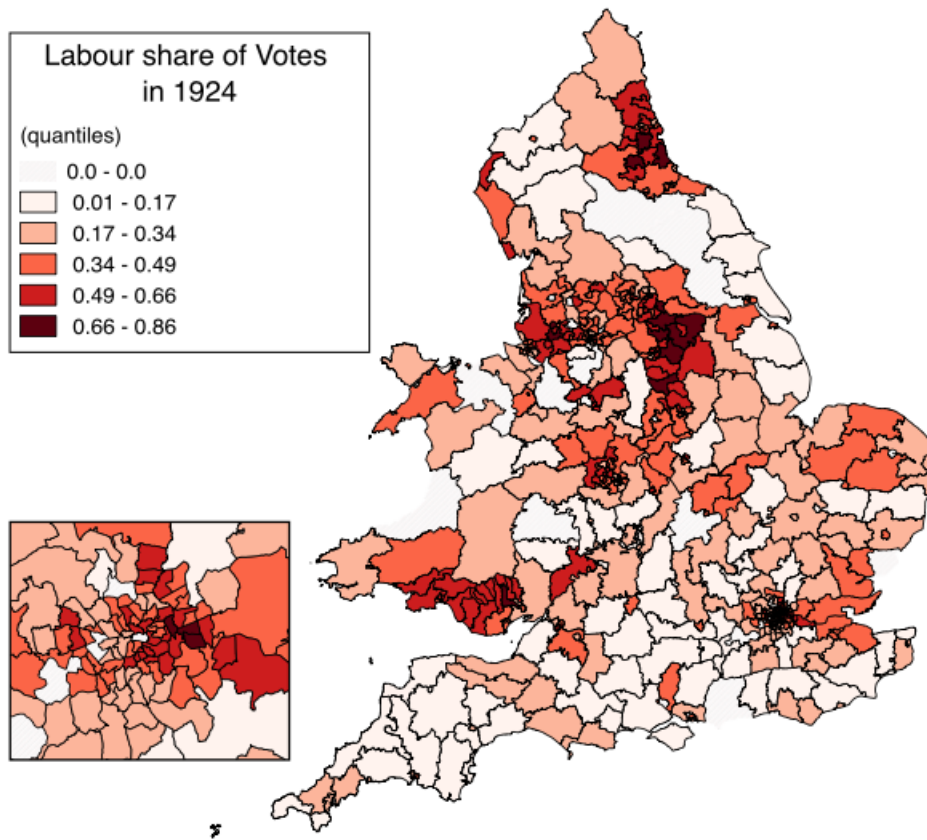 Labour share of Votes
in 1924
(quantiles)
0.0 - 0.0
0.01 - 0.17
0.17 - 0.34
0.34 - 0.49
0.49 - 0.66
0.66 - 0.86